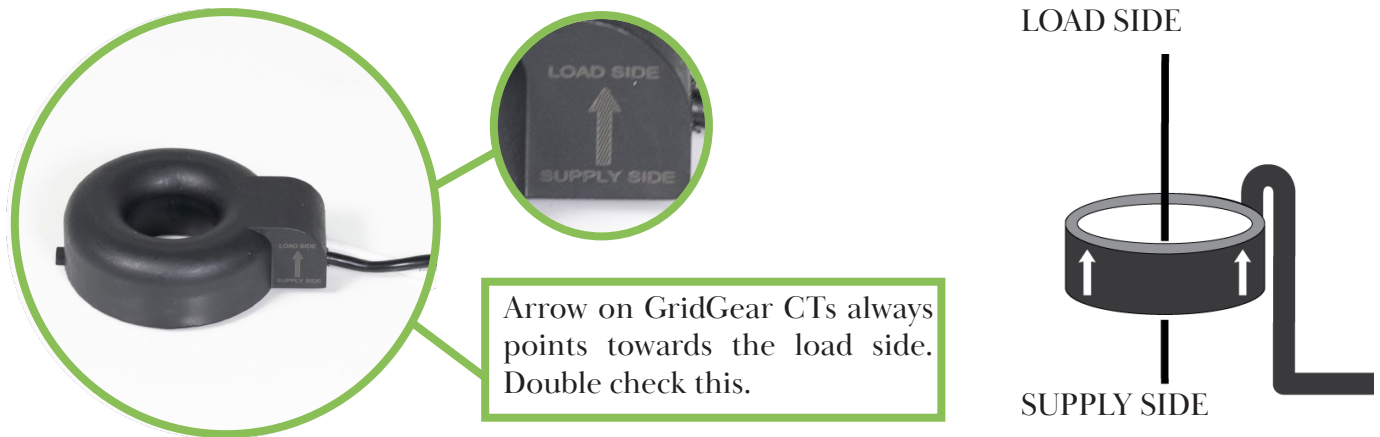 LOAD SIDE
SUPPLY SIDE
LOAD SIDE
SUPPLY SIDE
Arrow on GridGear CTs always
points towards the load side.
Double check this.
LOAD SIDE
SUPPLY SIDE